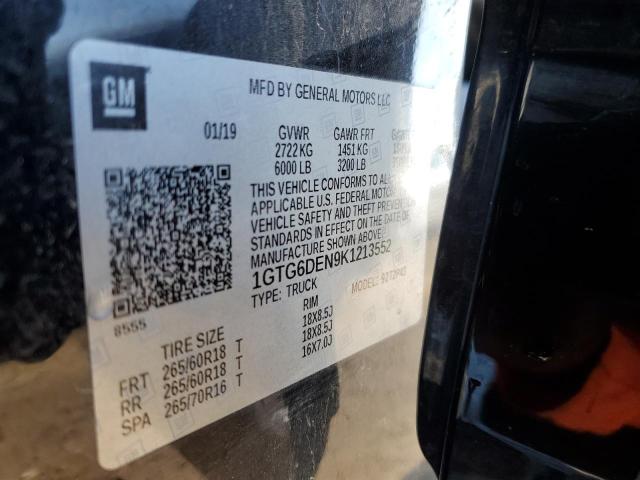 GM
MFD BY GENERAL MOTORS LLC
01/19 GVWR GAWR FRT
2722 KG 1451 KG
6000 LB 3200 LB
THIS VEHICLE CONFORMS TO ALL
APPLICABLE U.S. FEDERAL MOTOR
VEHICLE SAFETY AND THEFT PREVENTION
STANDARDS IN EFFECT ON THE DATE OF
MANUFACTURE SHOWN ABOVE.
1GTG6DEN9K1213552
TYPE: TRUCK MODEL:
8555
TIRE SIZE RIM
FRT 265/60R18 T 18X8.5J
RR 265/60R18 T 18X8.5J
SPA 265/70R16 T 16X7.0J